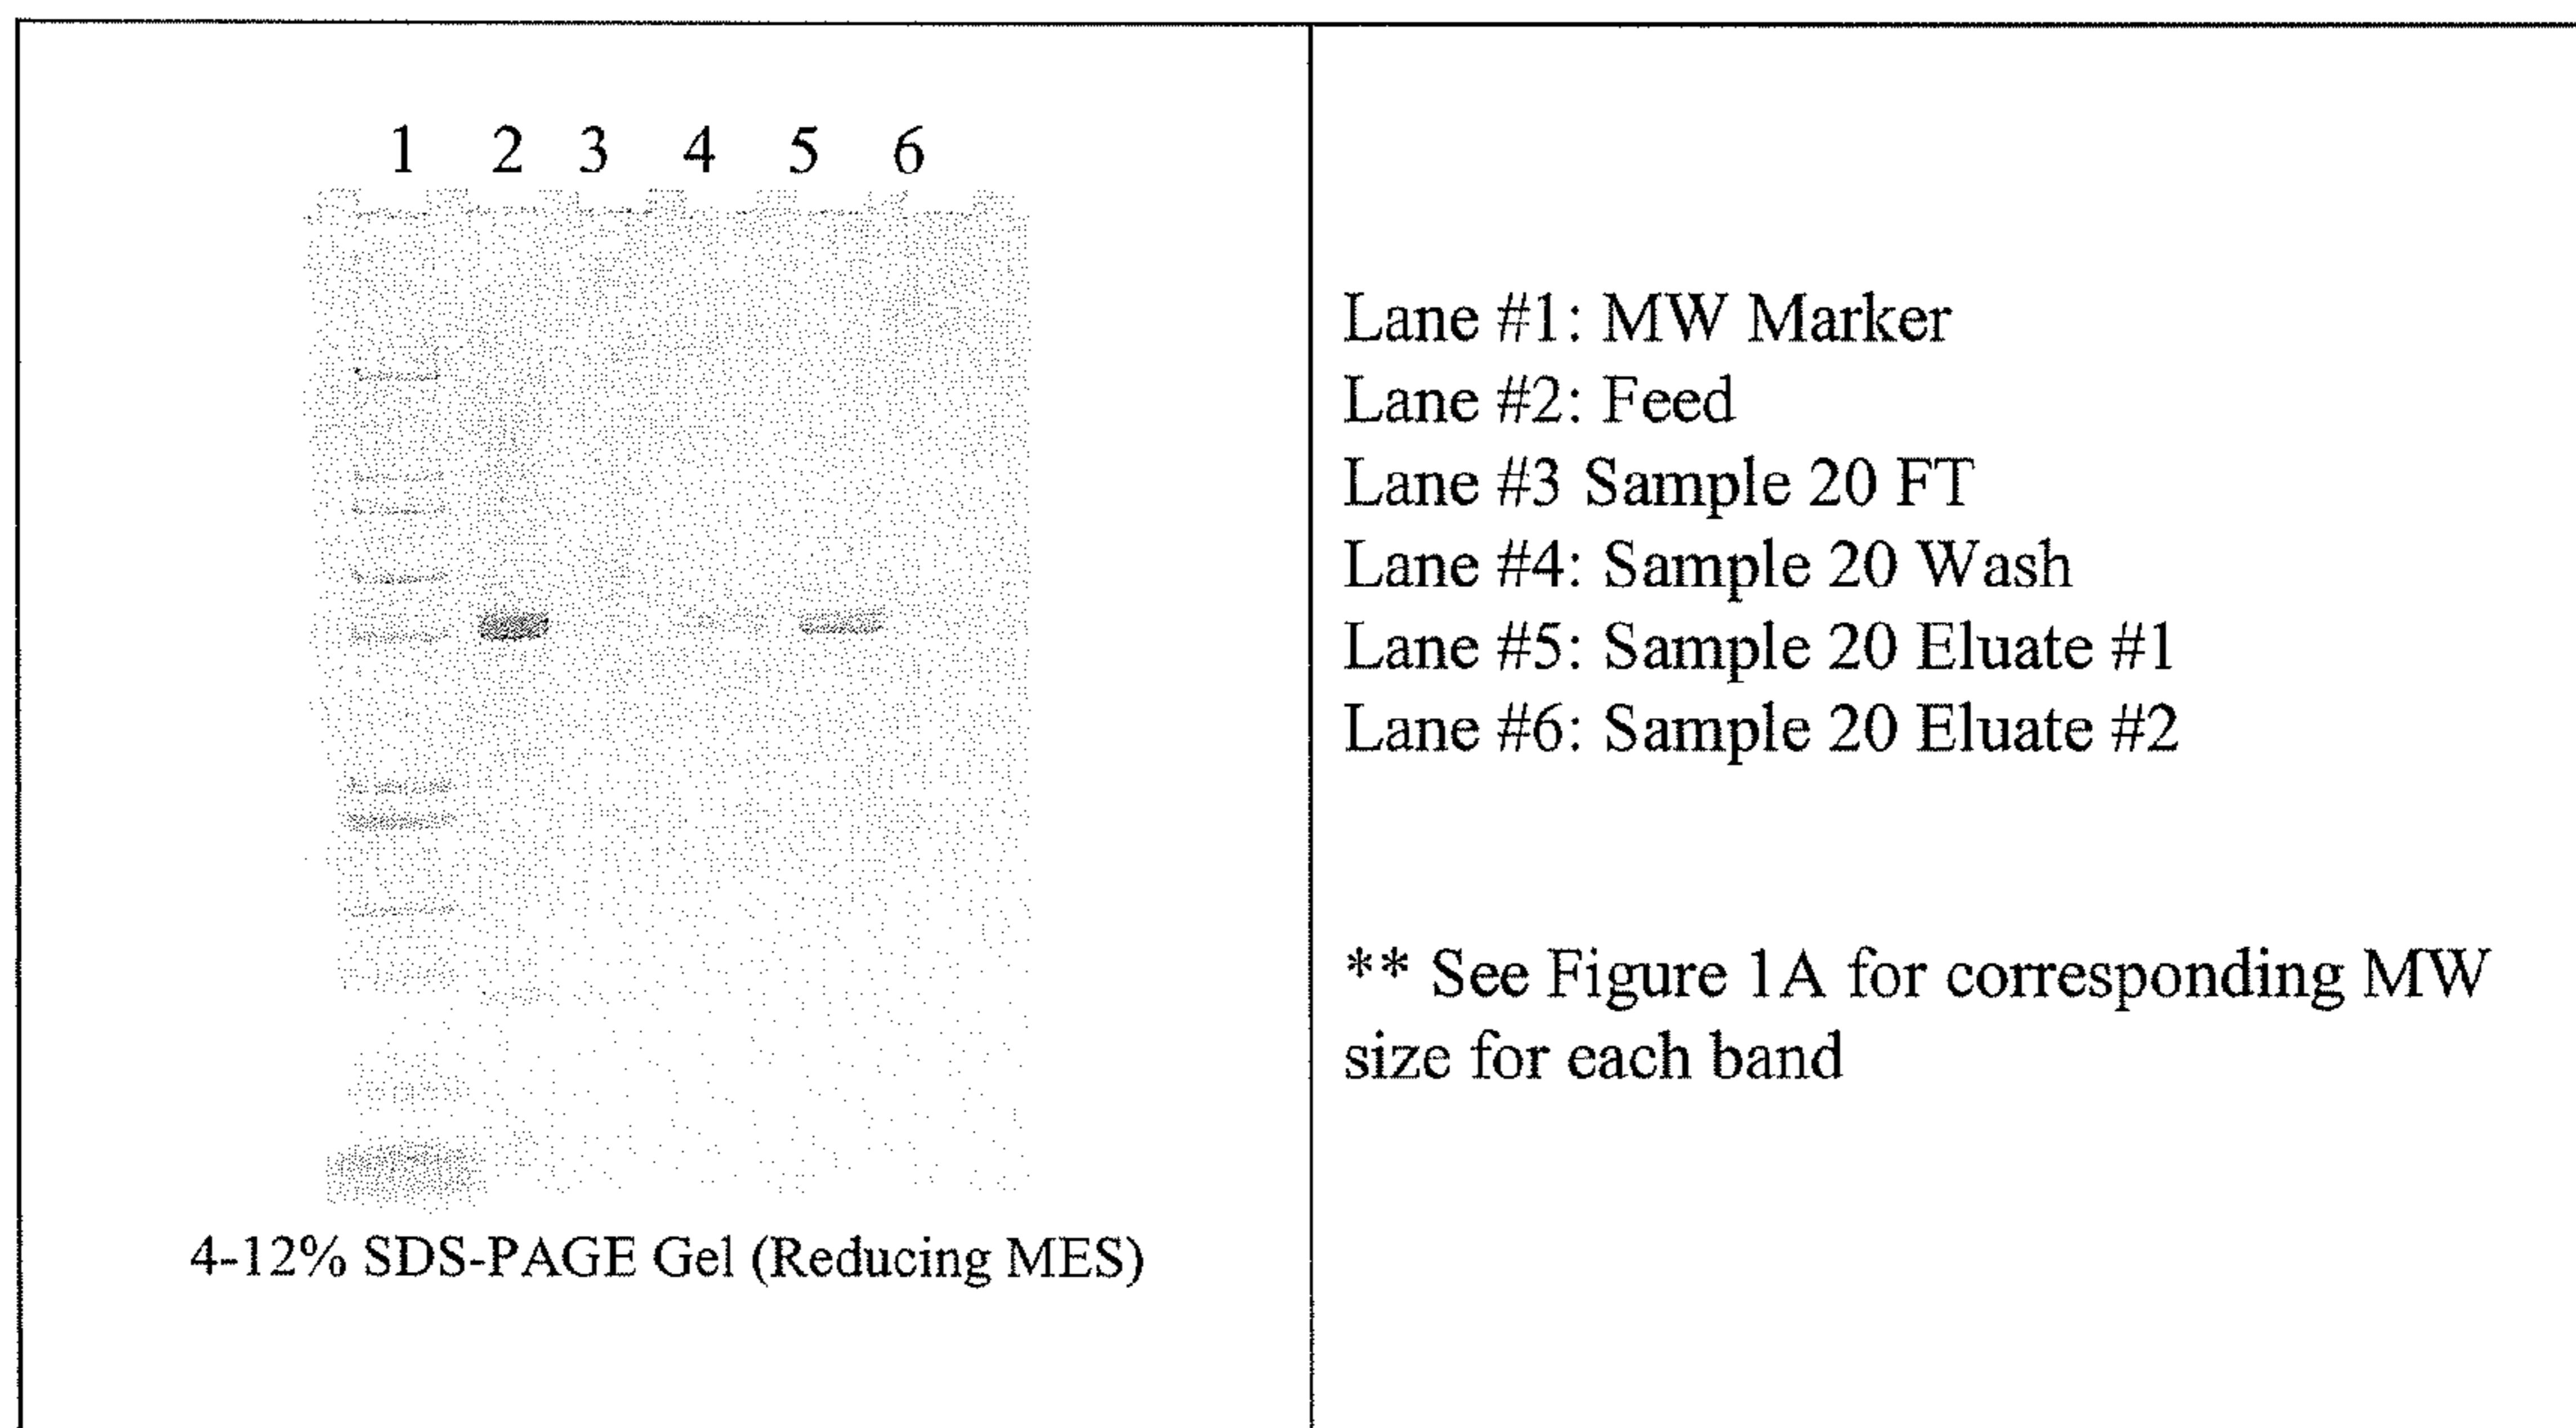 1 2 3 4 5 6
4-12% SDS-PAGE Gel (Reducing MES)
Lane #1: MW Marker
Lane #2: Feed
Lane #3 Sample 20 FT
Lane #4: Sample 20 Wash
Lane #5: Sample 20 Eluate #1
Lane #6: Sample 20 Eluate #2
** See Figure 1A for corresponding MW
size for each band